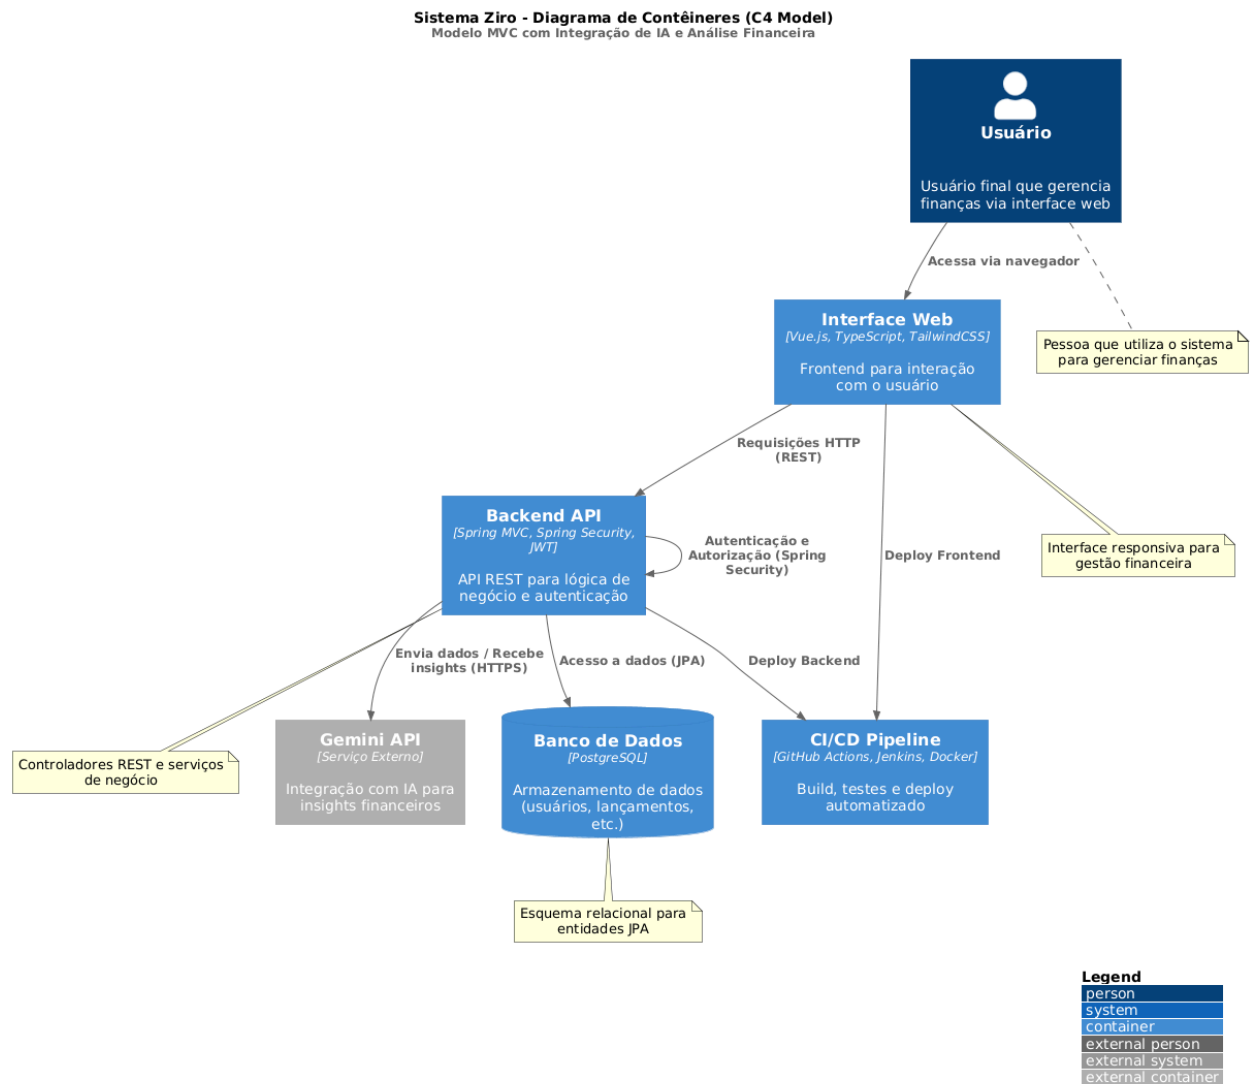 Sistema Ziro - Diagrama de Contêineres (C4 Model)
Modelo MVC com Integração de IA e Análise Financeira
Usuário
Usuário final que gerencia
finanças via interface web
Acessa via navegador
Interface Web
[Vue.js, TypeScript, TailwindCSS]
Frontend para interação
com o usuário
Pessoa que utiliza o sistema
para gerenciar finanças
Requisições HTTP
(REST)
Backend API
[Spring MVC, Spring Security,
JWT]
API REST para lógica de
negócio e autenticação
Autenticação e
Autorização (Spring
Security)
Deploy Frontend
Interface responsiva para
gestão financeira
Envia dados / Recebe
insights (HTTPS)
Acesso a dados (JPA)
Deploy Backend
Controladores REST e serviços
de negócio
Gemini API
[Serviço Externo]
Integração com IA para
insights financeiros
Banco de Dados
[PostgreSQL]
Armazenamento de dados
(usuários, lançamentos,
etc.)
CI/CD Pipeline
[GitHub Actions, Jenkins, Docker]
Build, testes e deploy
automatizado
Esquema relacional para
entidades JPA
Legend
person
system
container
external person
external system
external container